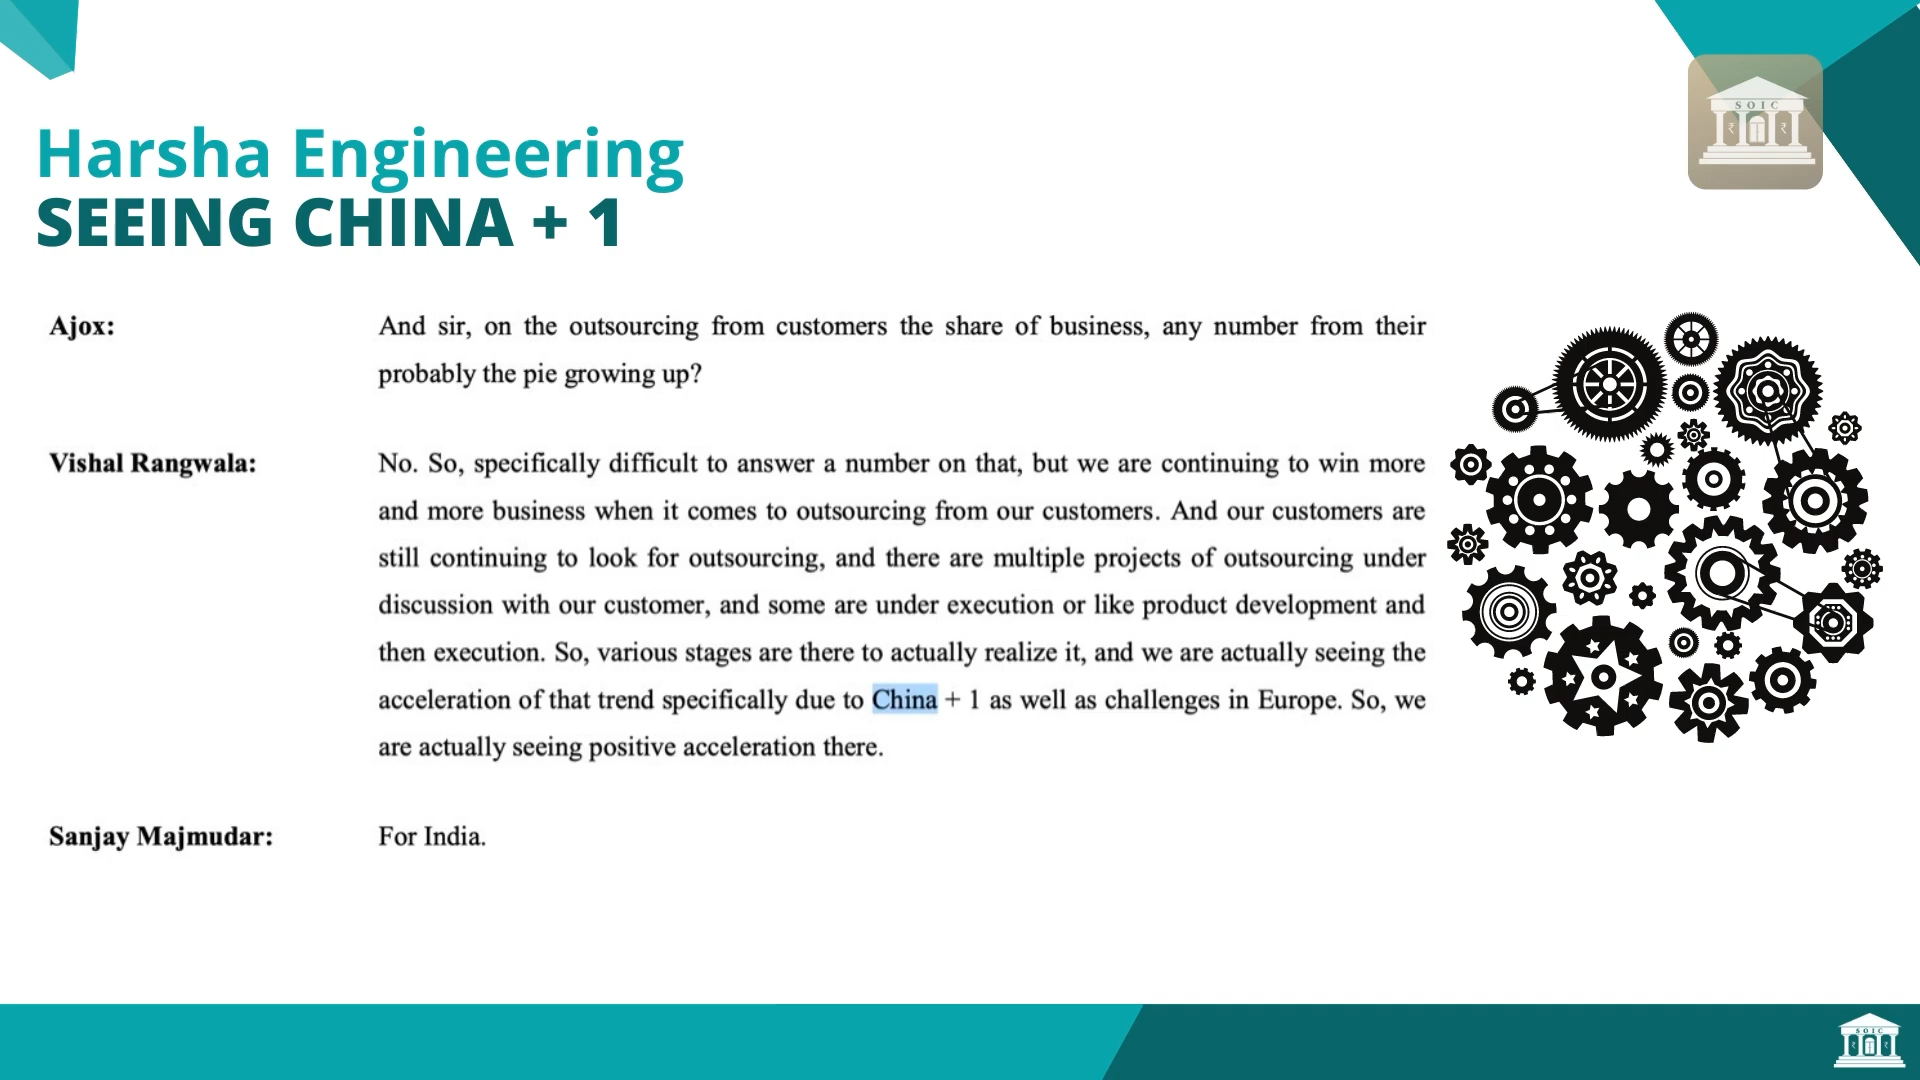 SOIC
Harsha Engineering
SEEING CHINA + 1
Ajox: And sir, on the outsourcing from customers the share of business, any number from their
probably the pie growing up?
Vishal Rangwala: No. So, specifically difficult to answer a number on that, but we are continuing to win more
and more business when it comes to outsourcing from our customers. And our customers are
still continuing to look for outsourcing, and there are multiple projects of outsourcing under
discussion with our customer, and some are under execution or like product development and
then execution. So, various stages are there to actually realize it, and we are actually seeing the
acceleration of that trend specifically due to China + 1 as well as challenges in Europe. So, we
are actually seeing positive acceleration there.
Sanjay Majmudar: For India.
SOIC